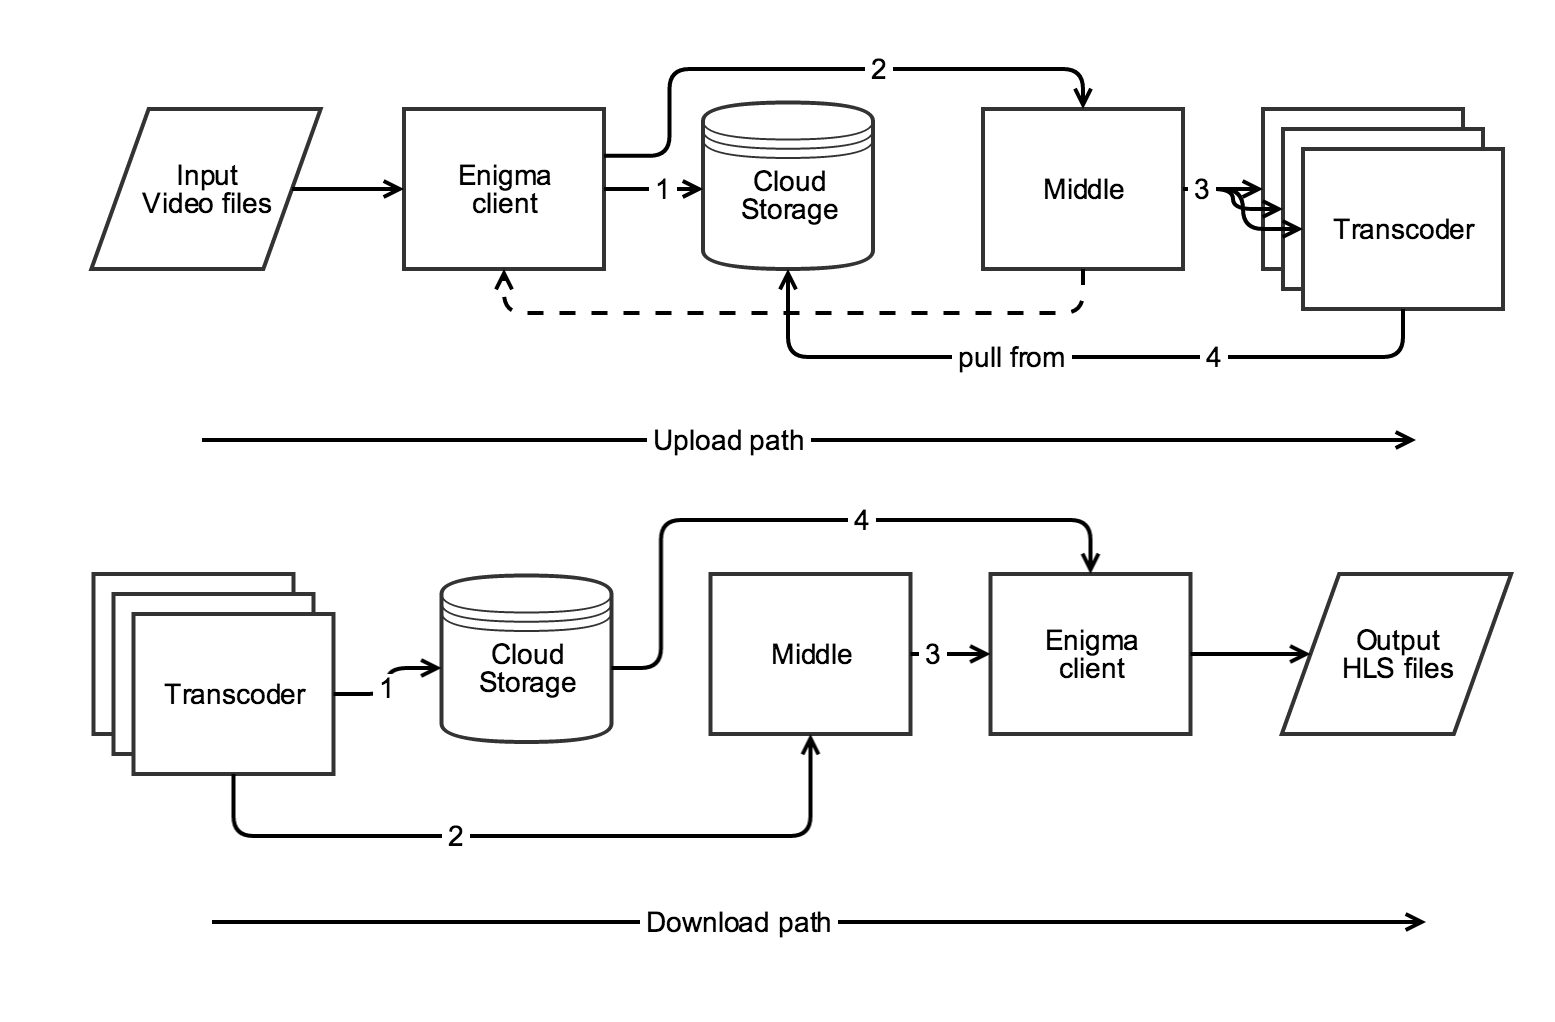 2
Input
Video files
Enigma
client
1
Cloud
Storage
Middle
3
Transcoder
pull from
4
Upload path
4
Transcoder
1
Cloud
Storage
Middle
3
Enigma
client
Output
HLS files
2
Download path